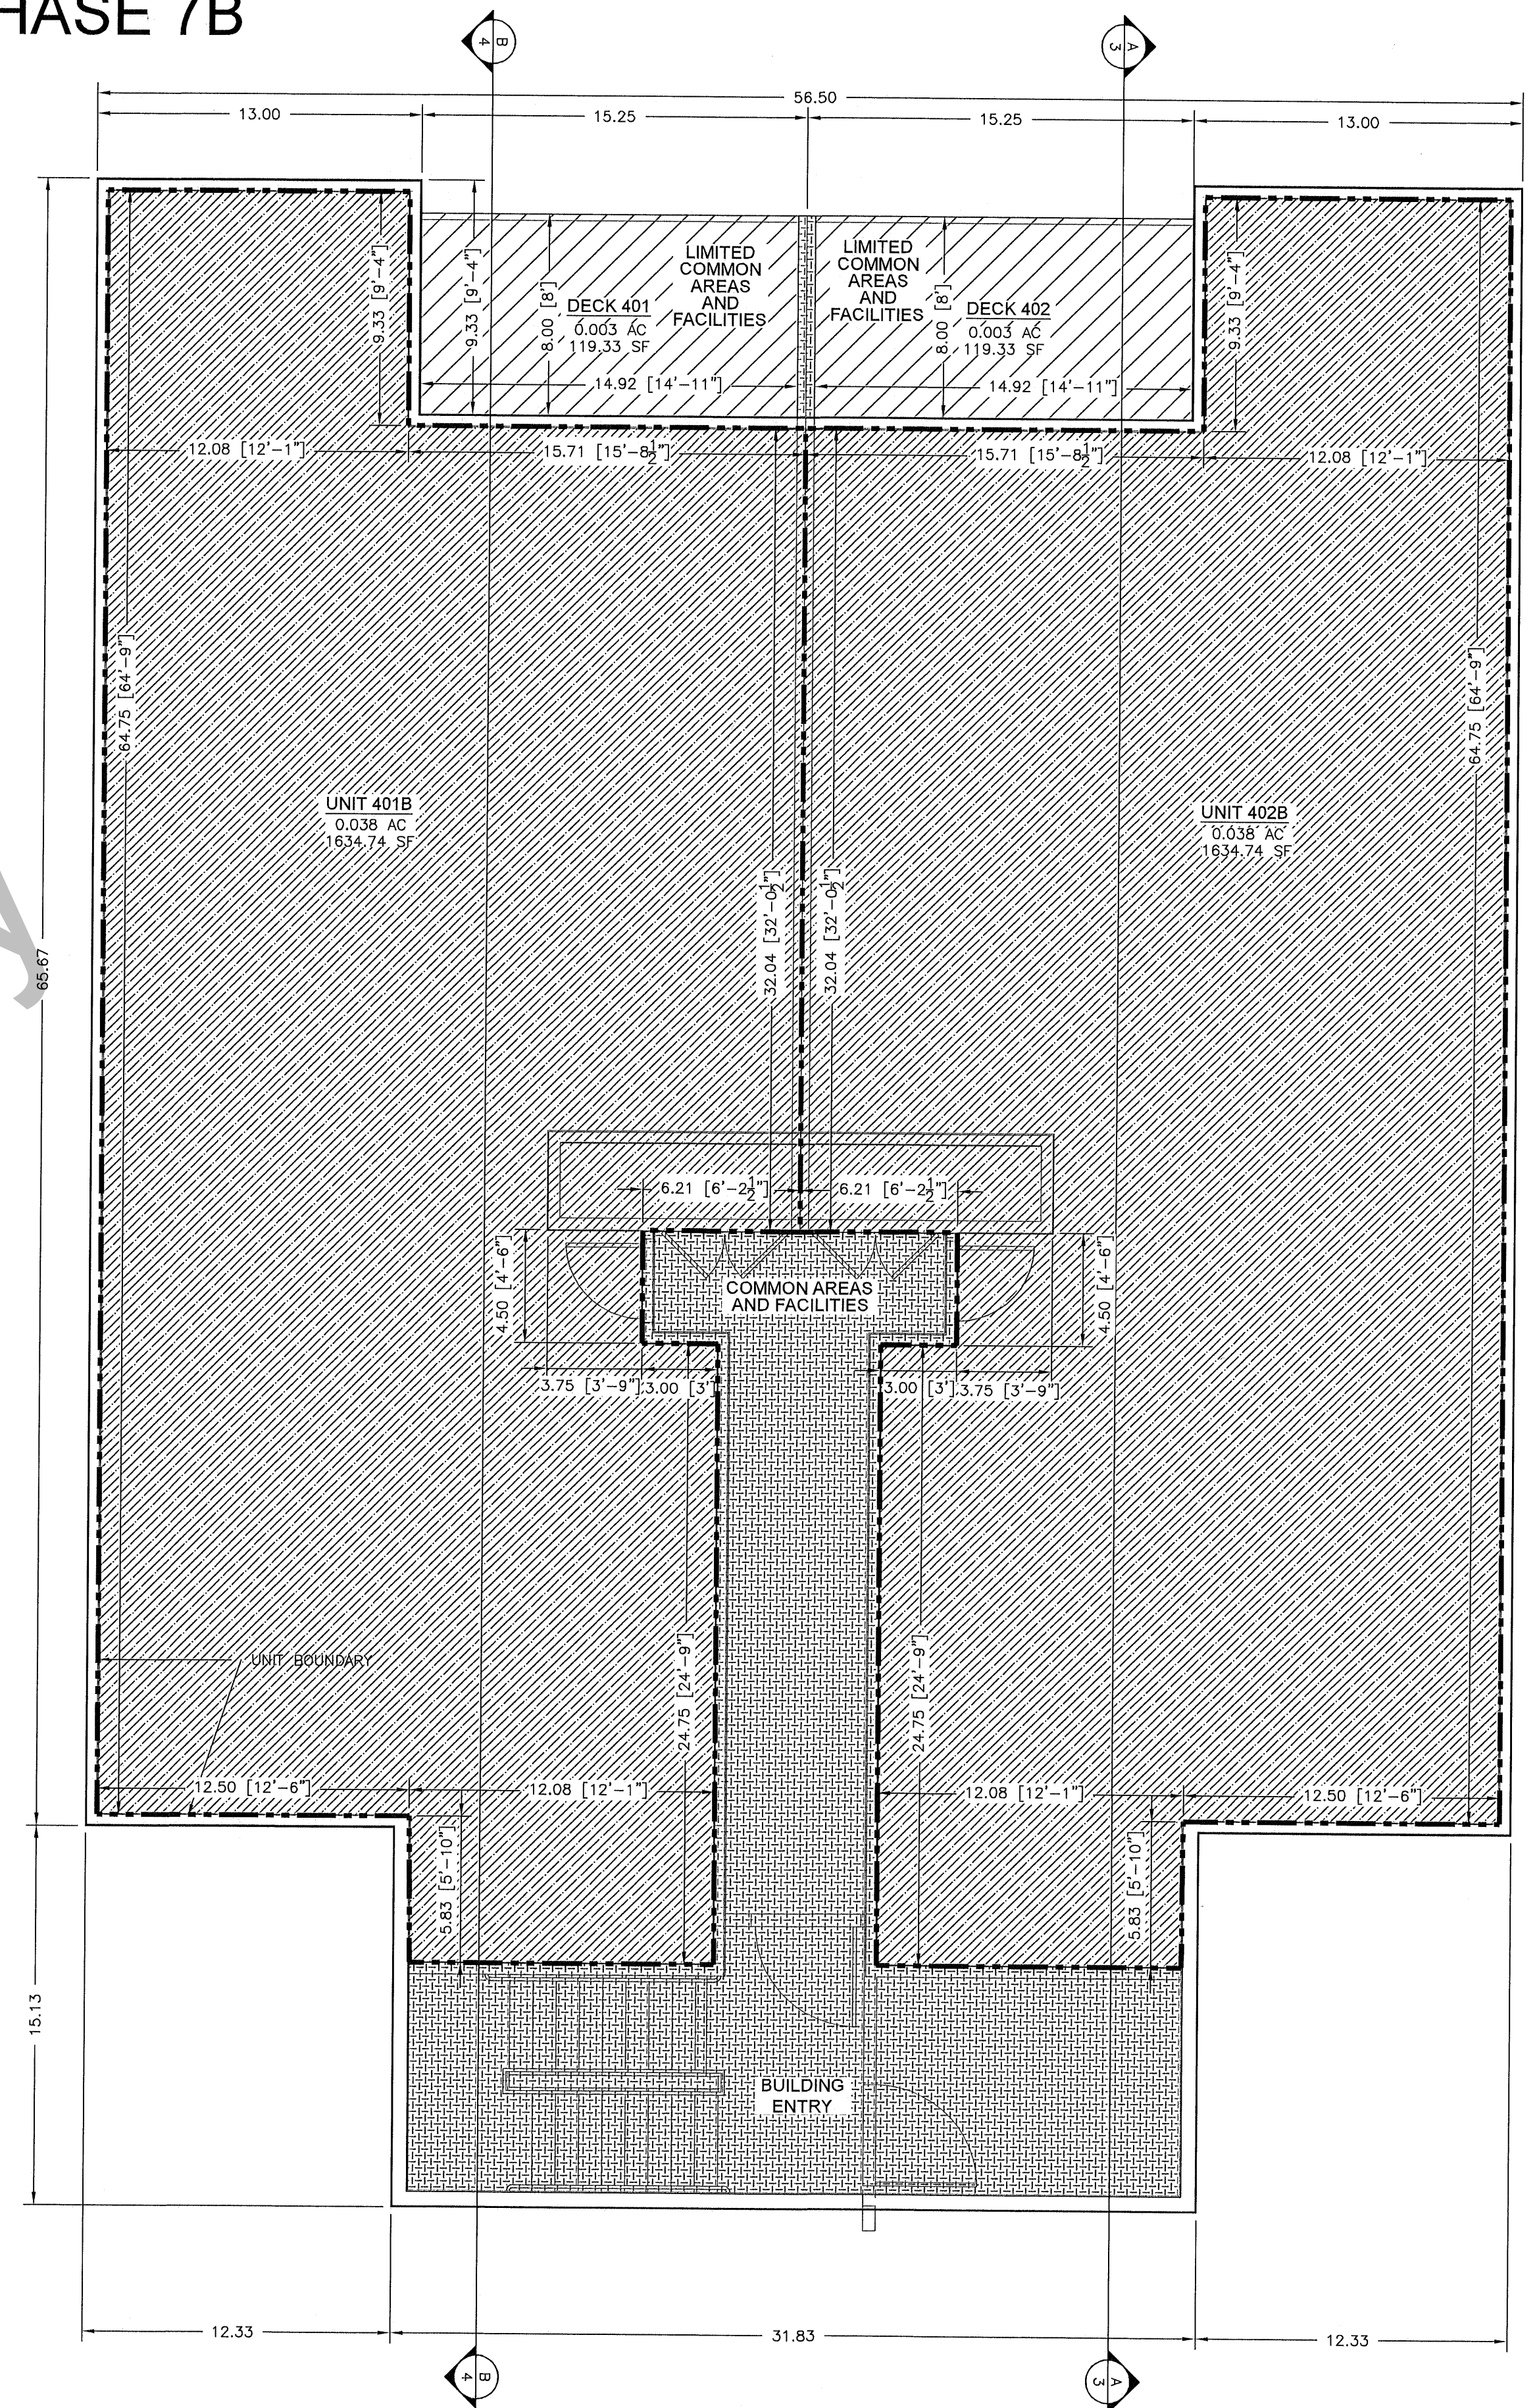 HASE 7B
B
4
A
3
56.50
13.00
15.25
15.25
13.00
LIMITED
COMMON
AREAS
AND
FACILITIES
LIMITED
COMMON
AREAS
AND
FACILITIES
9.33 [9'-4"]
9.33 [9'-4"]
8.00 [8']
DECK 401
0.003 AC
119.33 SF
8.00 [8']
DECK 402
0.003 AC
119.33 SF
9.33 [9'-4"]
14.92 [14'-11"]
14.92 [14'-11"]
12.08 [12'-1"]
15.71 [15'-8½"]
15.71 [15'-8½"]
12.08 [12'-1"]
64.75 [64'-9"]
64.75 [64'-9"]
UNIT 401B
0.038 AC
1634.74 SF
UNIT 402B
0.038 AC
1634.74 SF
y
65.67
32.04 [32'-0½"]
32.04 [32'-0½"]
6.21 [6'-2½"]
6.21 [6'-2½"]
4.50 [4'-6"]
4.50 [4'-6"]
COMMON AREAS
AND FACILITIES
3.75 [3'-9"]
3.00 [3']
3.00 [3']
3.75 [3'-9"]
24.75 [24'-9"]
24.75 [24'-9"]
UNIT BOUNDARY
12.50 [12'-6"]
12.08 [12'-1"]
12.08 [12'-1"]
12.50 [12'-6"]
5.83 [5'-10"]
5.83 [5'-10"]
15.13
BUILDING
ENTRY
12.33
31.83
12.33
B
4
A
3